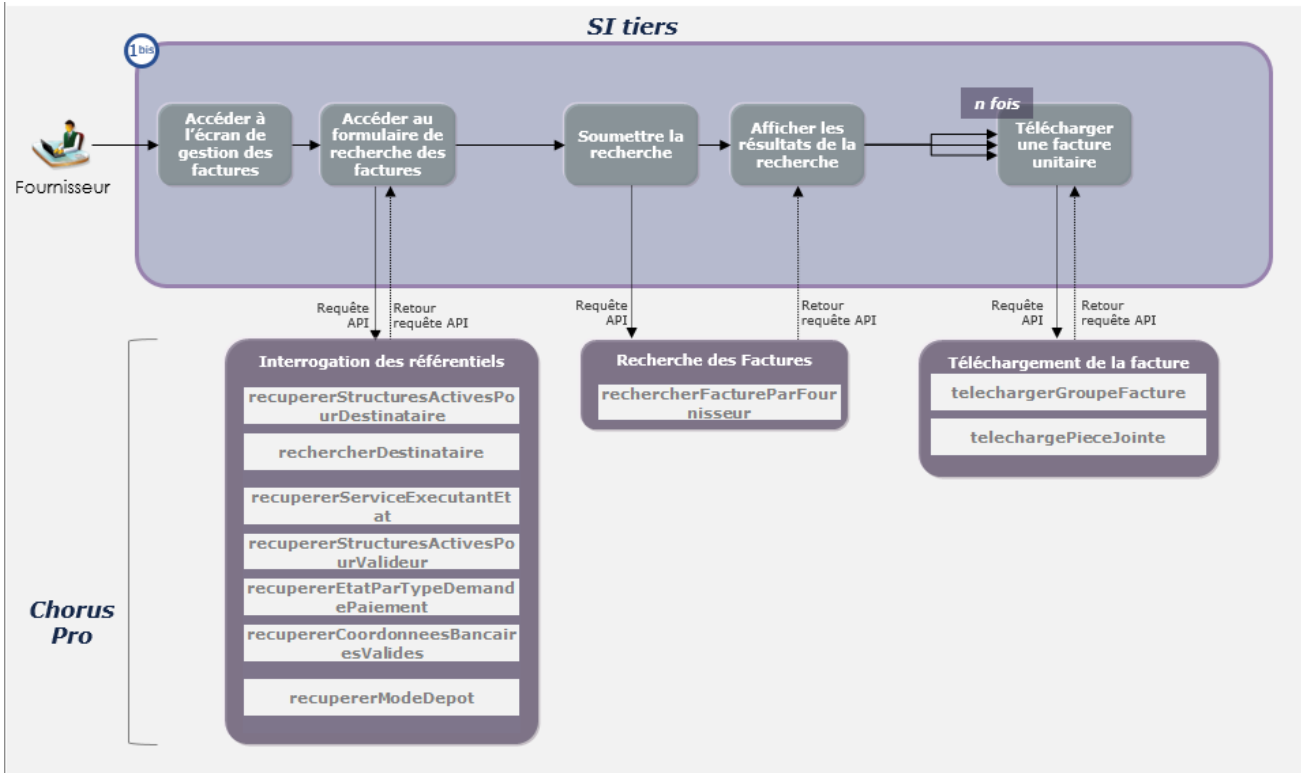 SI tiers
1 bis
Fournisseur
Accéder à
l'écran de
gestion des
factures
Accéder au
formulaire de
recherche des
factures
Soumettre la
recherche
Afficher les
résultats de la
recherche
n fois
Télécharger
une facture
unitaire
Requête
API
Retour
requête API
Requête
API
Retour
requête API
Requête
API
Retour
requête API
Chorus
Pro
Interrogation des référentiels
recupererStructuresActivesPo
urDestinataire
rechercherDestinataire
recupererServiceExecutantEt
at
recupererStructuresActivesPo
urValideur
recupererEtatParTypeDemand
ePaiement
recupererCoordonneesBancair
esValides
recupererModeDepot
Recherche des Factures
rechercherFactureParFour
nisseur
Téléchargement de la facture
telechargerGroupeFacture
telechargePieceJointe